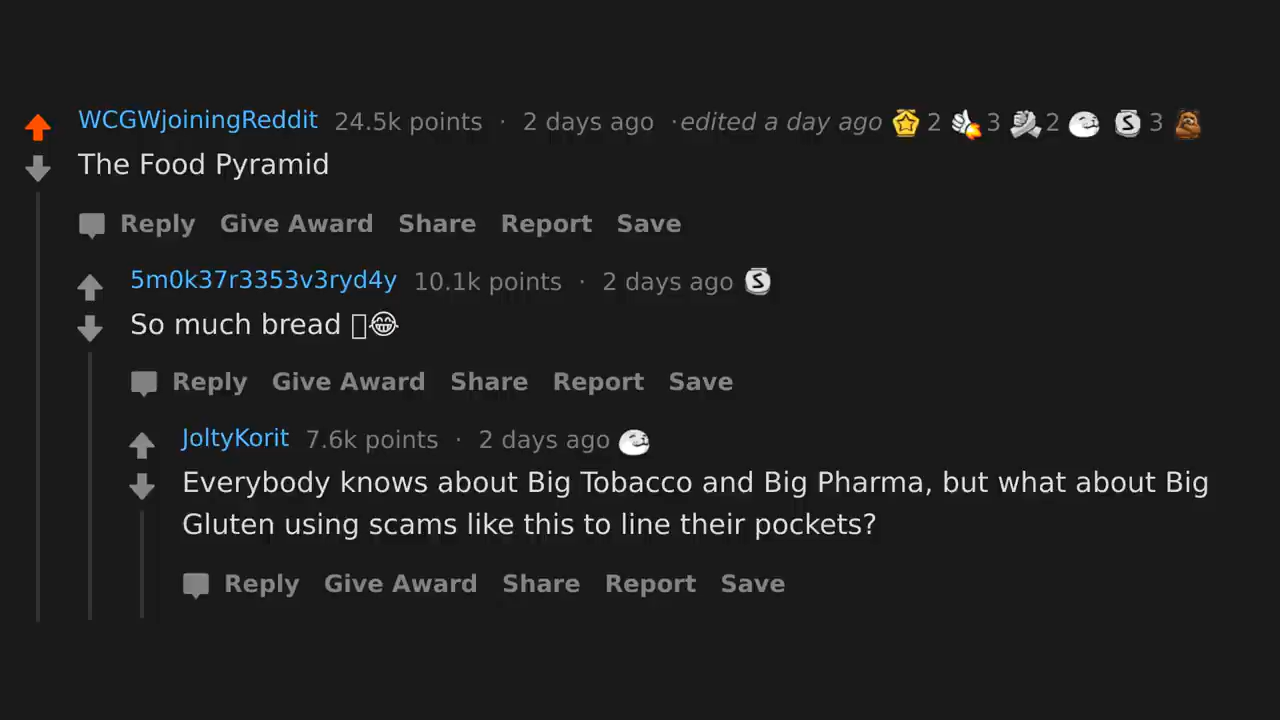 WCGWjoiningReddit 24.5k points · 2 days ago ·edited a day ago 2 3 2 S 3
The Food Pyramid
Reply Give Award Share Report Save
5m0k37r3353v3ryd4y 10.1k points · 2 days ago S
So much bread 😂
Reply Give Award Share Report Save
JoltyKorit 7.6k points · 2 days ago
Everybody knows about Big Tobacco and Big Pharma, but what about Big
Gluten using scams like this to line their pockets?
Reply Give Award Share Report Save